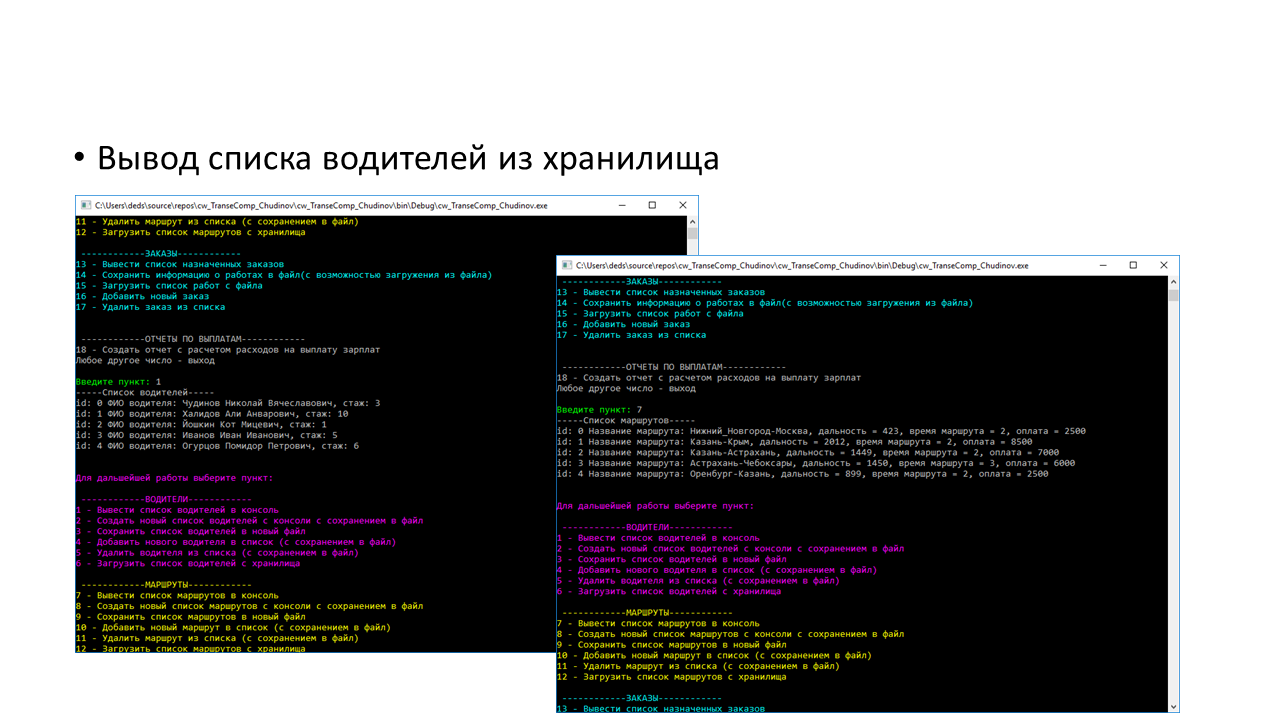 • Вывод списка водителей из хранилища
C:\Users\deds\source\repos\cw_TranseComp_Chudinov\cw_TranseComp_Chudinov\bin\Debug\cw_TranseComp_Chudinov.exe
11 - Удалить маршрут из списка (с сохранением в файл)
12 - Загрузить список маршрутов с хранилища
------------ЗАКАЗЫ------------
13 - Вывести список назначенных заказов
14 - Сохранить информацию о работах в файл(с возможностью загружения из файла)
15 - Загрузить список работ с файла
16 - Добавить новый заказ
17 - Удалить заказ из списка
------------ОТЧЕТЫ ПО ВЫПЛАТАМ------------
18 - Создать отчет с расчетом расходов на выплату зарплат
Любое другое число - выход
Введите пункт: 1
-----Список водителей-----
id: 0 ФИО водителя: Чудинов Николай Вячеславович, стаж: 3
id: 1 ФИО водителя: Халидов Али Анварович, стаж: 10
id: 2 ФИО водителя: Йошкин Кот Мицевич, стаж: 1
id: 3 ФИО водителя: Иванов Иван Иванович, стаж: 5
id: 4 ФИО водителя: Огурцов Помидор Петрович, стаж: 6
Для дальшейшей работы выберите пункт:
------------ВОДИТЕЛИ------------
1 - Вывести список водителей в консоль
2 - Создать новый список водителей с консоли с сохранением в файл
3 - Сохранить список водителей в новый файл
4 - Добавить нового водителя в список (с сохранением в файл)
5 - Удалить водителя из списка (с сохранением в файл)
6 - Загрузить список водителей с хранилища
------------МАРШРУТЫ------------
7 - Вывести список маршрутов в консоль
8 - Создать новый список маршрутов с консоли с сохранением в файл
9 - Сохранить список маршрутов в новый файл
10 - Добавить новый маршрут в список (с сохранением в файл)
11 - Удалить маршрут из списка (с сохранением в файл)
12 - Загрузить список маршрутов с хранилища
C:\Users\deds\source\repos\cw_TranseComp_Chudinov\cw_TranseComp_Chudinov\bin\Debug\cw_TranseComp_Chudinov.exe
------------ЗАКАЗЫ------------
13 - Вывести список назначенных заказов
14 - Сохранить информацию о работах в файл(с возможностью загружения из файла)
15 - Загрузить список работ с файла
16 - Добавить новый заказ
17 - Удалить заказ из списка
------------ОТЧЕТЫ ПО ВЫПЛАТАМ------------
18 - Создать отчет с расчетом расходов на выплату зарплат
Любое другое число - выход
Введите пункт: 7
-----Список маршрутов-----
id: 0 Название маршрута: Нижний_Новгород-Москва, дальность = 423, время маршрута = 2, оплата = 2500
id: 1 Название маршрута: Казань-Крым, дальность = 2012, время маршрута = 2, оплата = 8500
id: 2 Название маршрута: Казань-Астрахань, дальность = 1449, время маршрута = 2, оплата = 7000
id: 3 Название маршрута: Астрахань-Чебоксары, дальность = 1450, время маршрута = 3, оплата = 6000
id: 4 Название маршрута: Оренбург-Казань, дальность = 899, время маршрута = 2, оплата = 2500
Для дальшейшей работы выберите пункт:
------------ВОДИТЕЛИ------------
1 - Вывести список водителей в консоль
2 - Создать новый список водителей с консоли с сохранением в файл
3 - Сохранить список водителей в новый файл
4 - Добавить нового водителя в список (с сохранением в файл)
5 - Удалить водителя из списка (с сохранением в файл)
6 - Загрузить список водителей с хранилища
------------МАРШРУТЫ------------
7 - Вывести список маршрутов в консоль
8 - Создать новый список маршрутов с консоли с сохранением в файл
9 - Сохранить список маршрутов в новый файл
10 - Добавить новый маршрут в список (с сохранением в файл)
11 - Удалить маршрут из списка (с сохранением в файл)
12 - Загрузить список маршрутов с хранилища
------------ЗАКАЗЫ------------
13 - Вывести список назначенных заказов